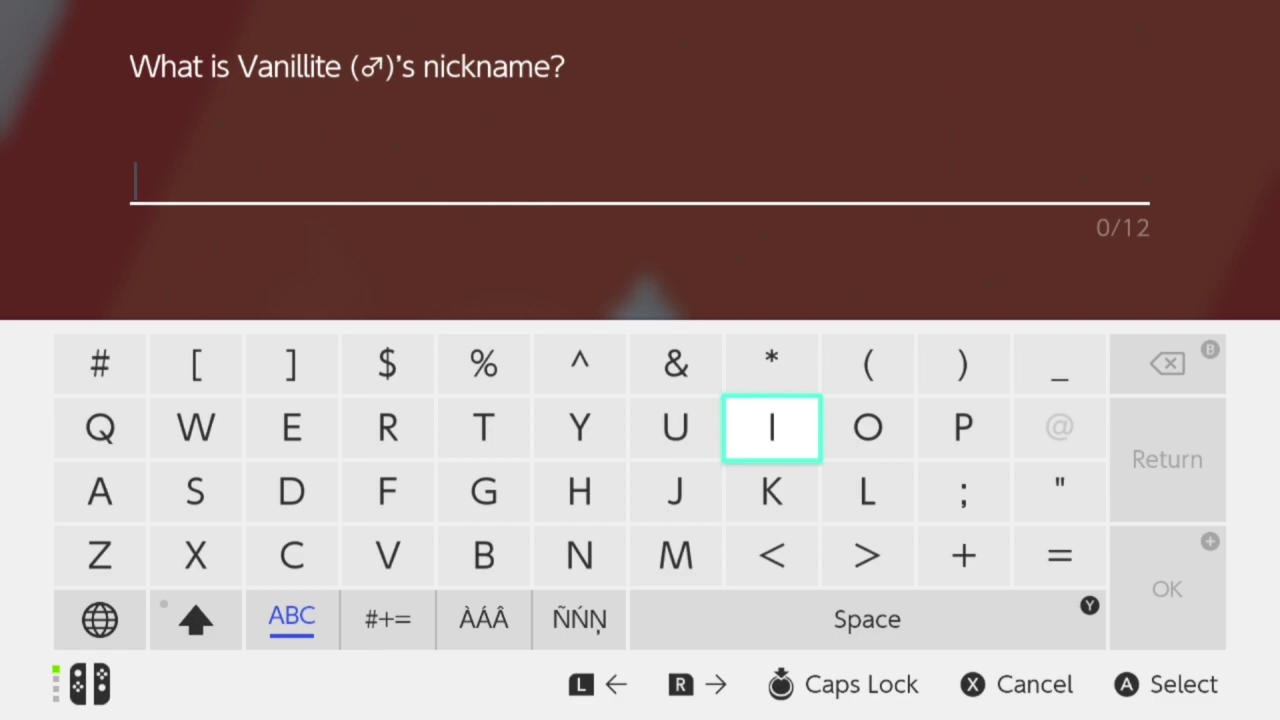 What is Vanillite (♂)'s nickname?
0/12
# [ ] $ % ^ & * ( ) _ B
Q W E R T Y U I O P @ Return
A S D F G H J K L ; "
Z X C V B N M < > + = OK +
ABC #+= ÀÁÂ ÑŃŅ Space Y
L ← R → Caps Lock X Cancel A Select